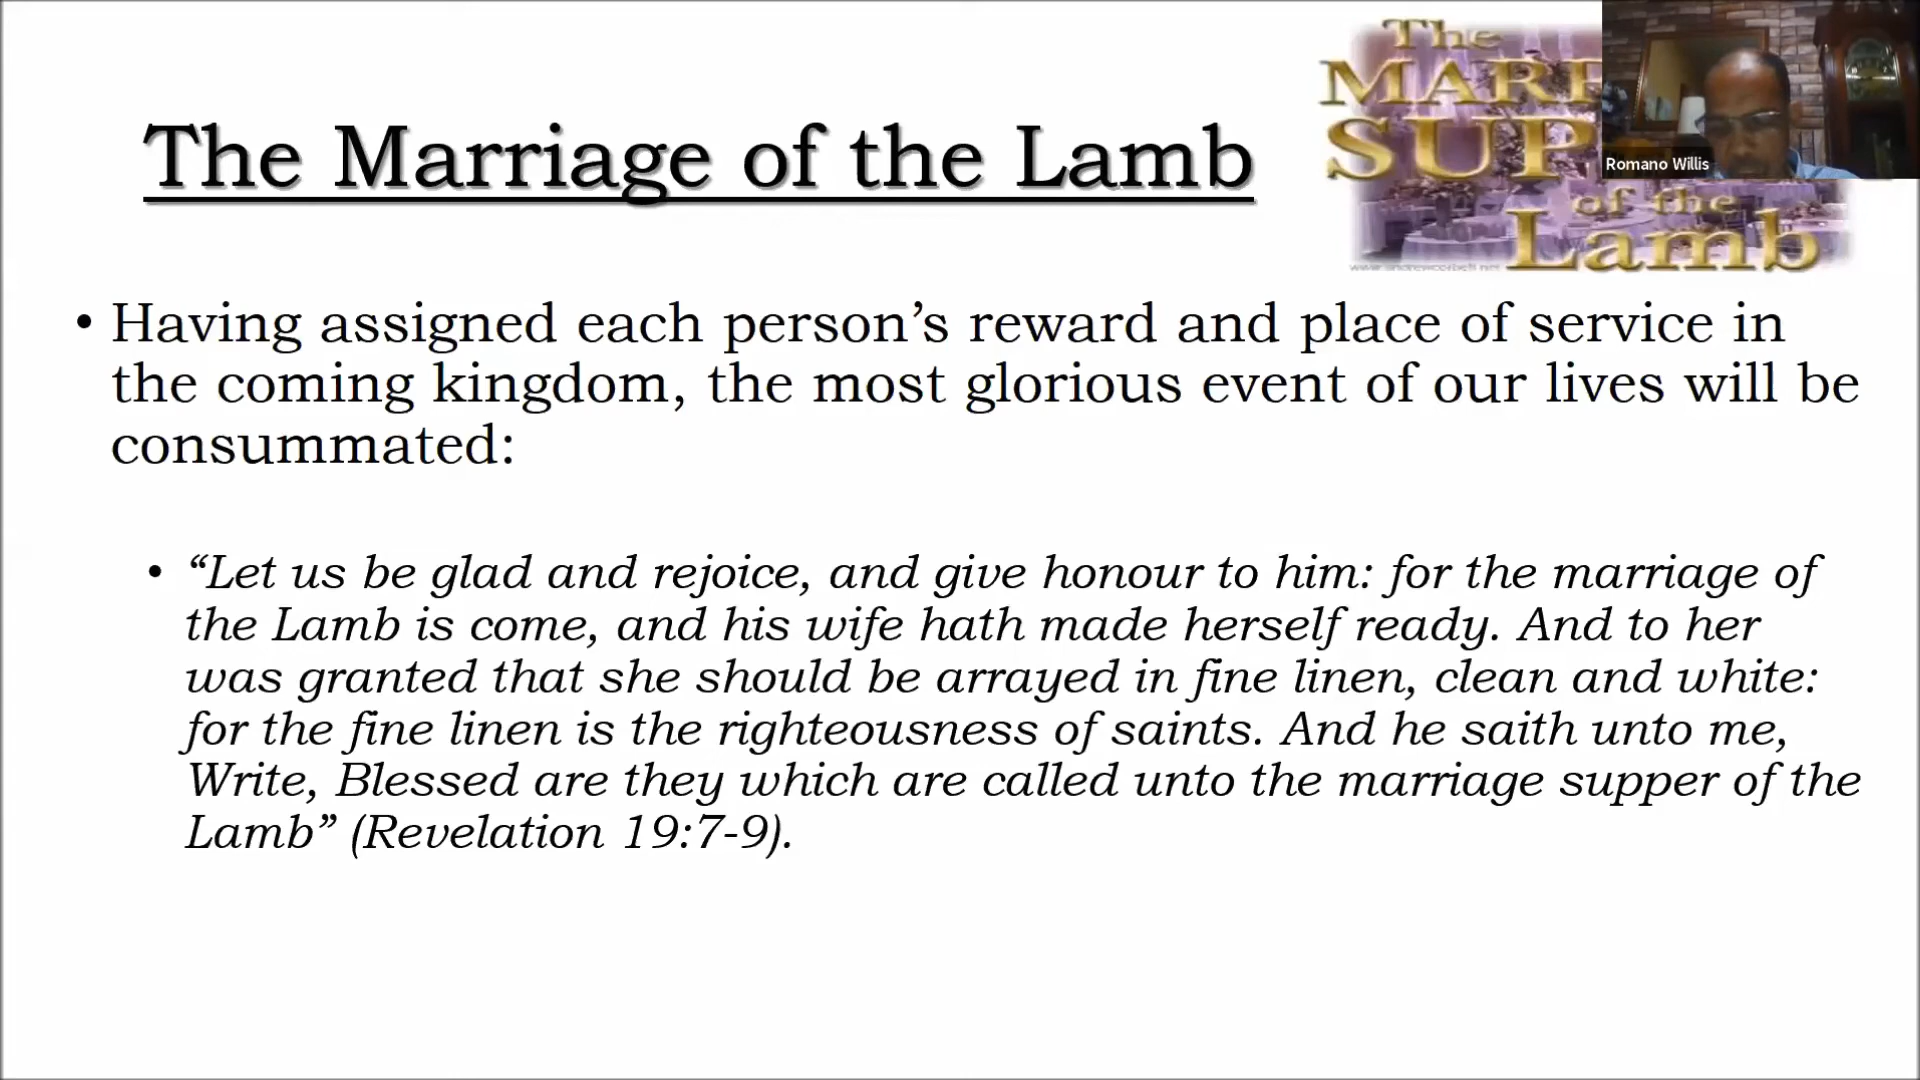 The
MARR
SUP
of the
Lamb
Romano Willis
The Marriage of the Lamb
• Having assigned each person’s reward and place of service in
the coming kingdom, the most glorious event of our lives will be
consummated:
• “Let us be glad and rejoice, and give honour to him: for the marriage of
the Lamb is come, and his wife hath made herself ready. And to her
was granted that she should be arrayed in fine linen, clean and white:
for the fine linen is the righteousness of saints. And he saith unto me,
Write, Blessed are they which are called unto the marriage supper of the
Lamb” (Revelation 19:7-9).